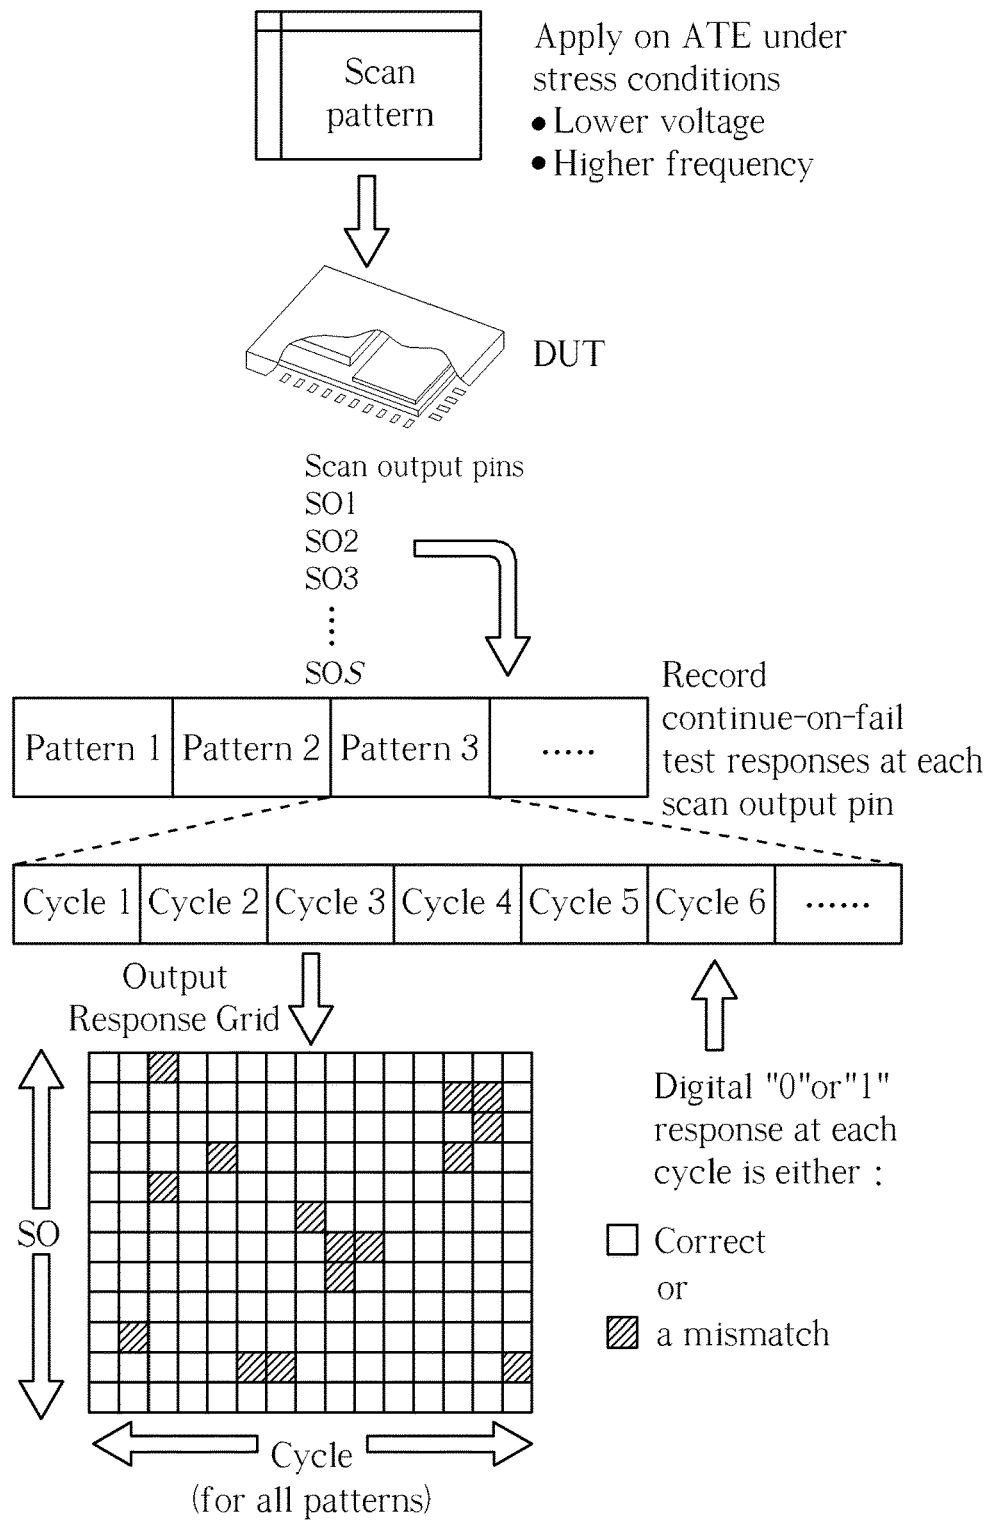 Scan
pattern
Apply on ATE under
stress conditions
● Lower voltage
● Higher frequency
DUT
Scan output pins
SO1
SO2
SO3
SOS
Record
continue-on-fail
test responses at each
scan output pin
Pattern 1 Pattern 2 Pattern 3 .....
Cycle 1 Cycle 2 Cycle 3 Cycle 4 Cycle 5 Cycle 6 ......
Output
Response Grid
SO
Cycle
(for all patterns)
Digital "0"or"1"
response at each
cycle is either :
Correct
or
a mismatch